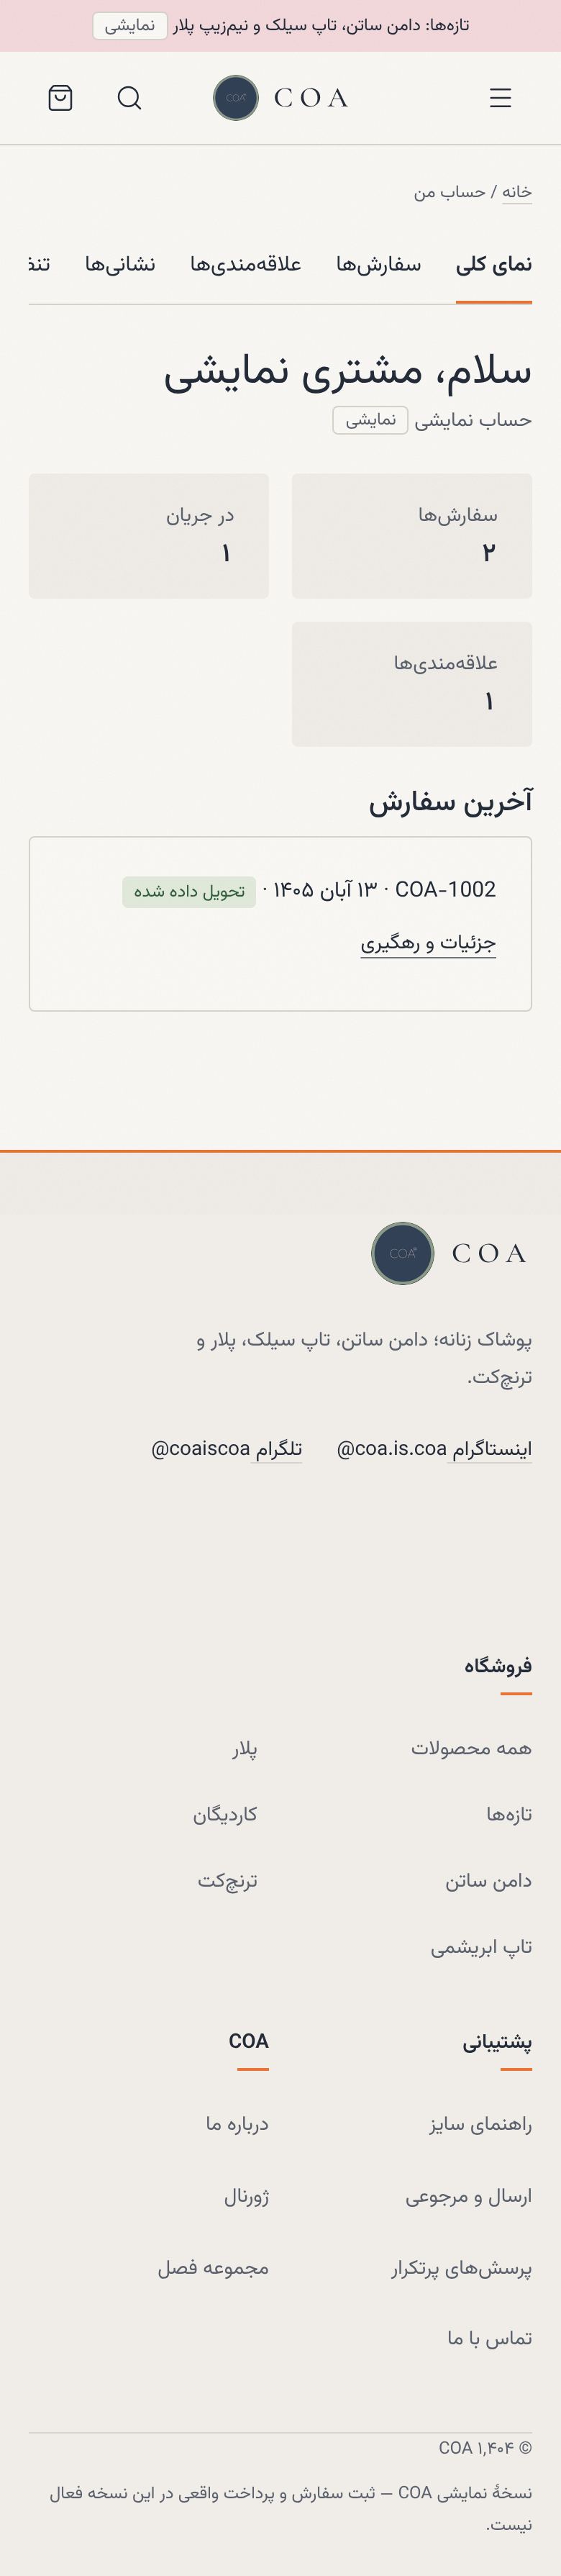 تازه‌ها: دامن ساتن، تاپ سیلک و نیم‌زیپ پلار نمایشی
COA COA
خانه / حساب من
نمای کلی سفارش‌ها علاقه‌مندی‌ها نشانی‌ها
سلام، مشتری نمایشی
حساب نمایشی نمایشی
سفارش‌ها در جریان
۲ ۱
علاقه‌مندی‌ها
۱
آخرین سفارش
COA-1002 · ۱۳ آبان ۱۴۰۵ · تحویل داده شده
جزئیات و رهگیری
COA COA
پوشاک زنانه؛ دامن ساتن، تاپ سیلک، پلار و
ترنچ‌کت.
اینستاگرام @coa.is.coa تلگرام @coaiscoa
فروشگاه
همه محصولات پلار
تازه‌ها کاردیگان
دامن ساتن ترنچ‌کت
تاپ ابریشمی
پشتیبانی COA
راهنمای سایز درباره ما
ارسال و مرجوعی ژورنال
پرسش‌های پرتکرار مجموعه فصل
تماس با ما
© ۱,۴۰۴ COA
نسخهٔ نمایشی COA — ثبت سفارش و پرداخت واقعی در این نسخه فعال
نیست.